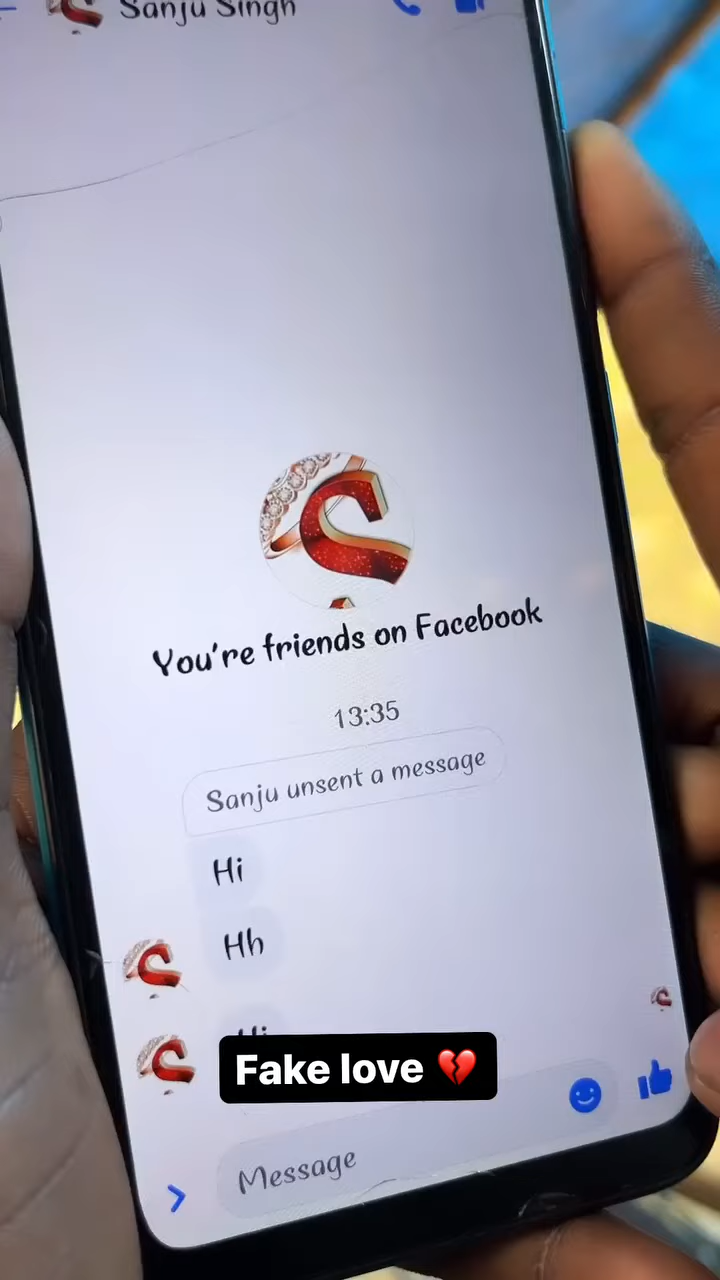 Sanju Singh
You're friends on Facebook
13:35
Sanju unsent a message
Hi
Hh
Fake love 💔
Message